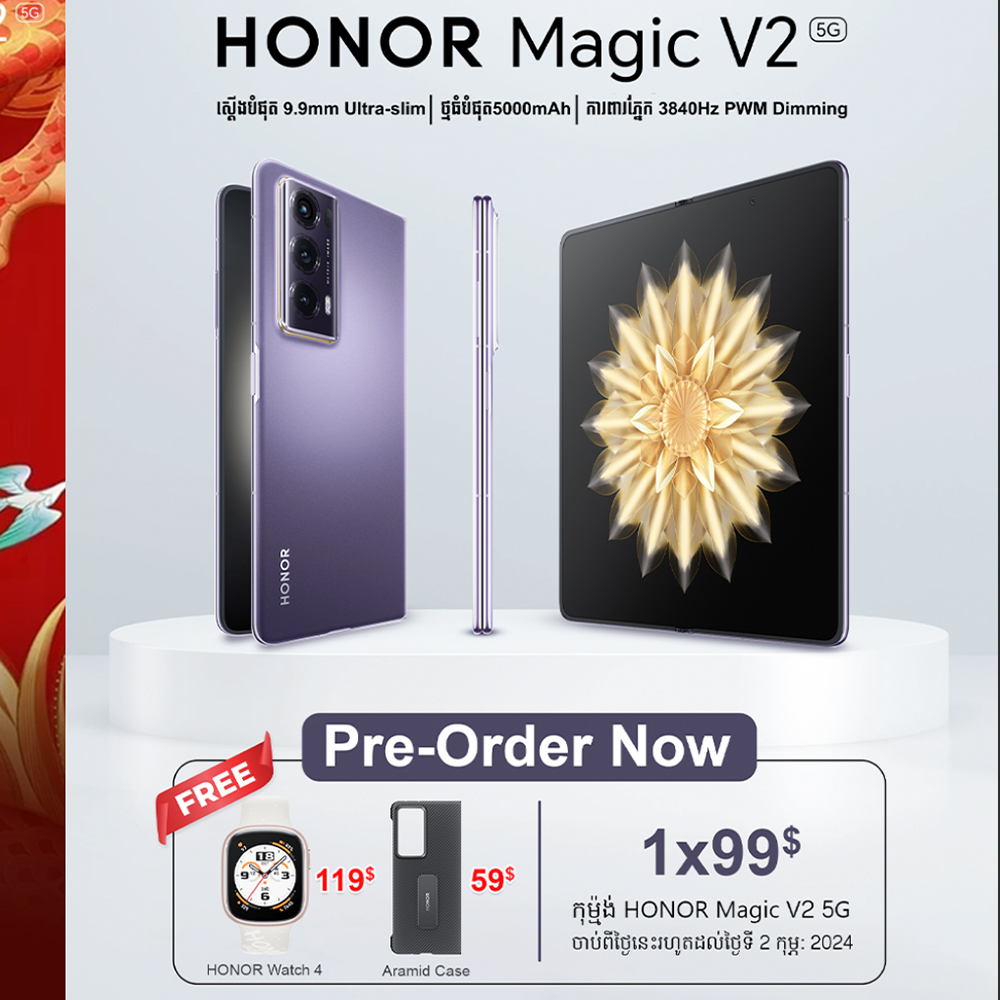 2 5G
HONOR Magic V2 5G
ស្តើងបំផុត 9.9mm Ultra-slim | ថ្មធំបំផុត5000mAh | ការពារភ្នែក 3840Hz PWM Dimming
HONOR
Pre-Order Now
FREE
119$
59$
HONOR Watch 4
Aramid Case
1x99$
កុម្ម៉ង់ HONOR Magic V2 5G
ចាប់ពីថ្ងៃនេះរហូតដល់ថ្ងៃទី 2 កុម្ភៈ 2024